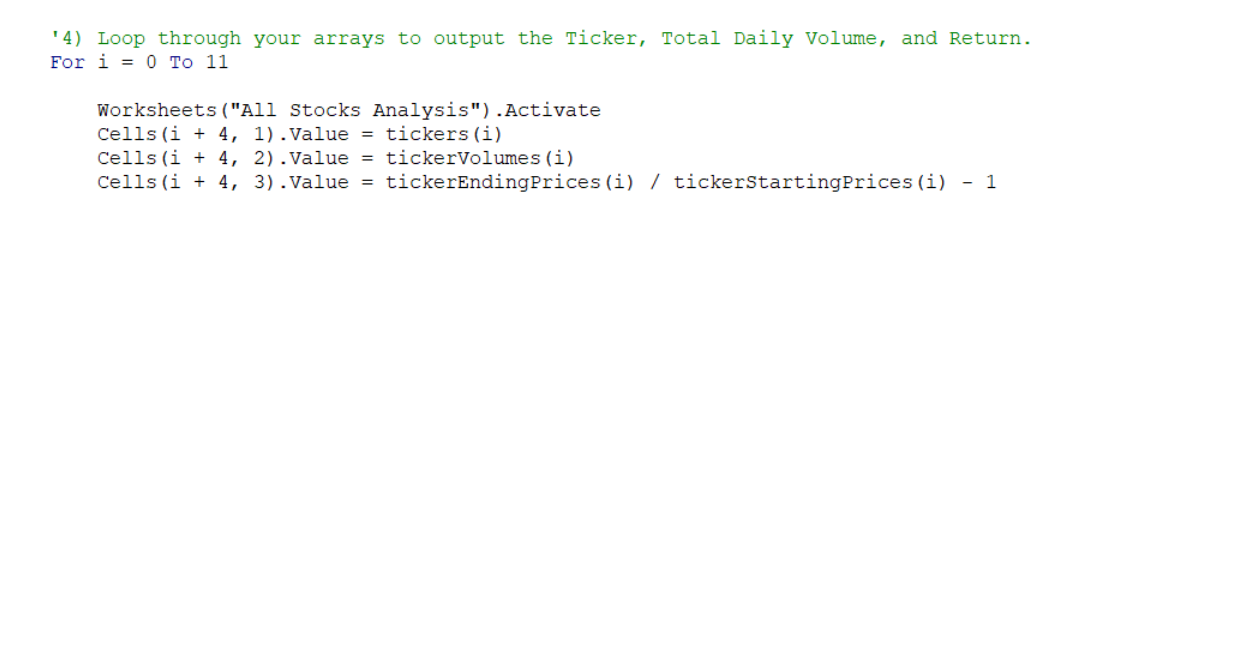 '4) Loop through your arrays to output the Ticker, Total Daily Volume, and Return.
For i = 0 To 11
Worksheets("All Stocks Analysis").Activate
Cells(i + 4, 1).Value = tickers(i)
Cells(i + 4, 2).Value = tickerVolumes(i)
Cells(i + 4, 3).Value = tickerEndingPrices(i) / tickerStartingPrices(i) - 1